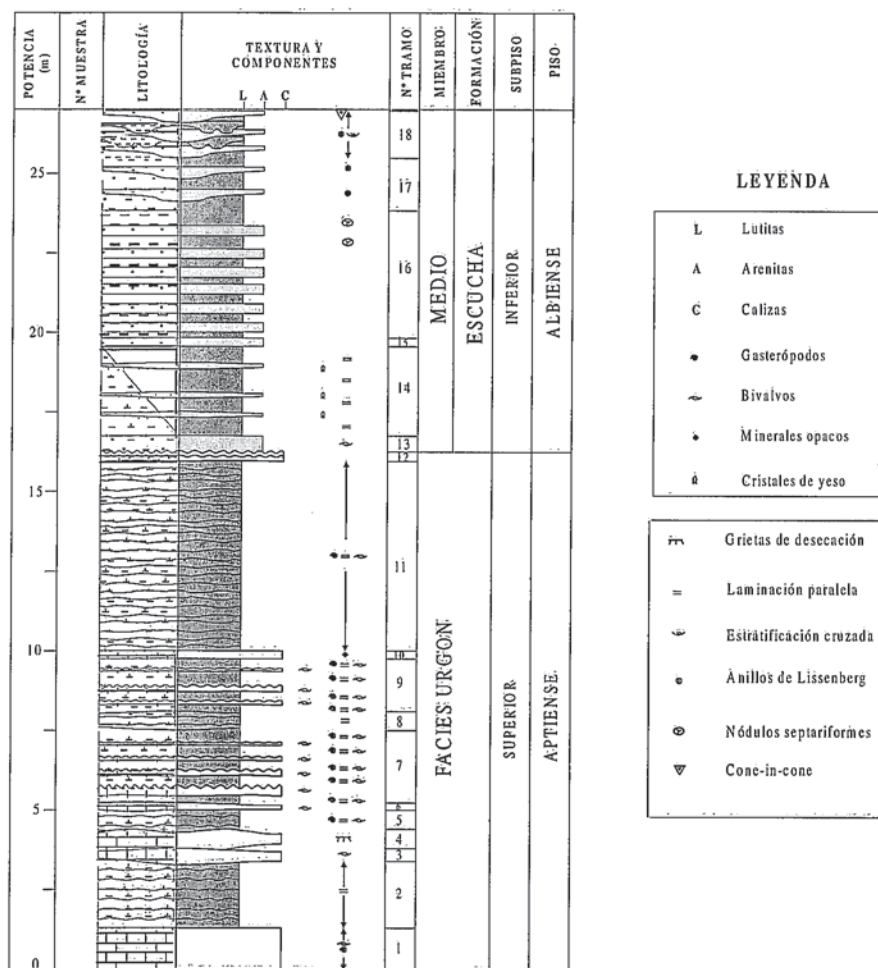 POTENCIA
(m)
Nº MUESTRA
LITOLOGÍA
TEXTURA Y
COMPONENTES
L A C
Nº TRAMO
MIEMBRO
FORMACIÓN
SUBPISO
PISO
25
20
15
10
5
0
18
17
16
15
14
13
12
11
10
9
8
7
6
5
4
3
2
1
MEDIO
ESCUCHA
INFERIOR
ALBIENSE
FACIES URGON
SUPERIOR
APTIENSE
LEYENDA
L Lutitas
A Arenitas
C Calizas
Gasterópodos
Bivalvos
Minerales opacos
Cristales de yeso
Grietas de desecación
Laminación paralela
Estratificación cruzada
Anillos de Lissenberg
Nódulos septariformes
Cone-in-cone